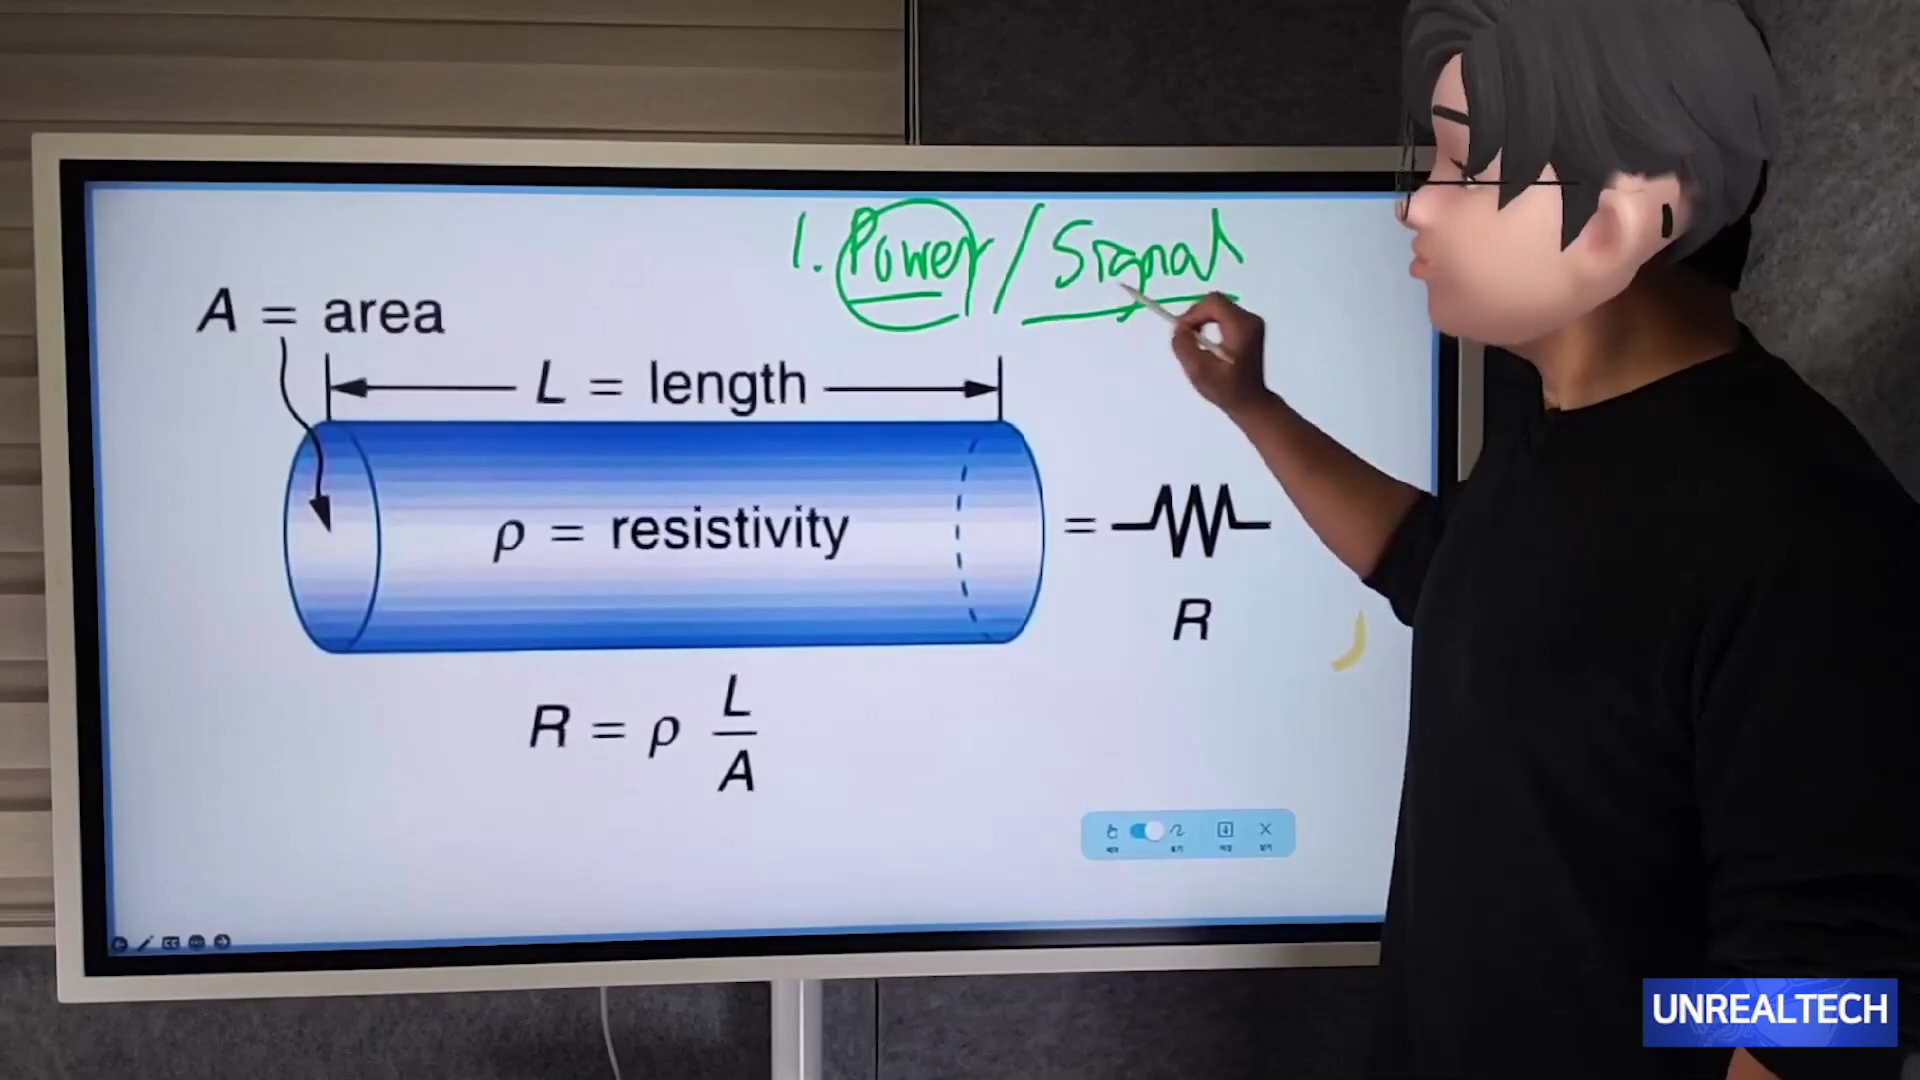 1. Power / Signal
A = area
L = length
ρ = resistivity
=
R
R = ρ L/A
UNREALTECH